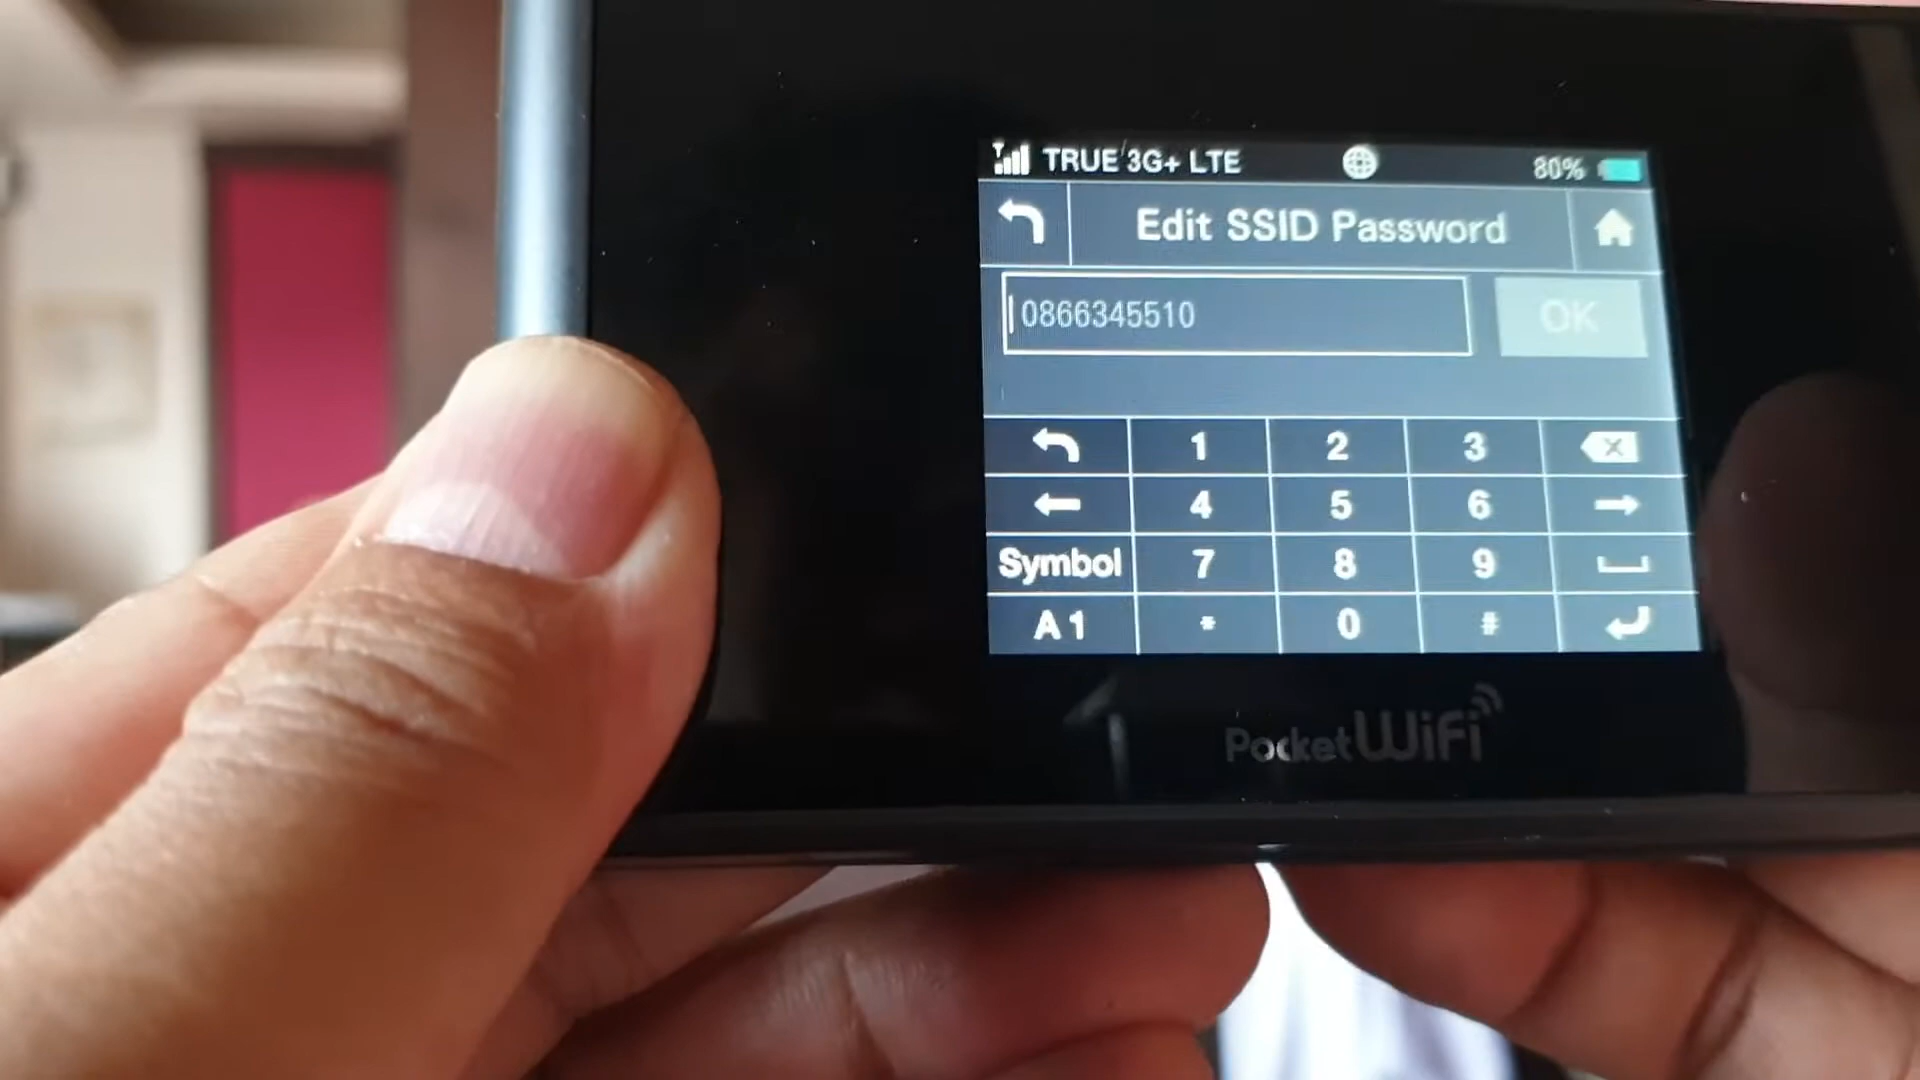 TRUE 3G+ LTE 80%
Edit SSID Password
0866345510 OK
1 2 3
4 5 6
Symbol 7 8 9
A1 * 0 #
PocketWiFi